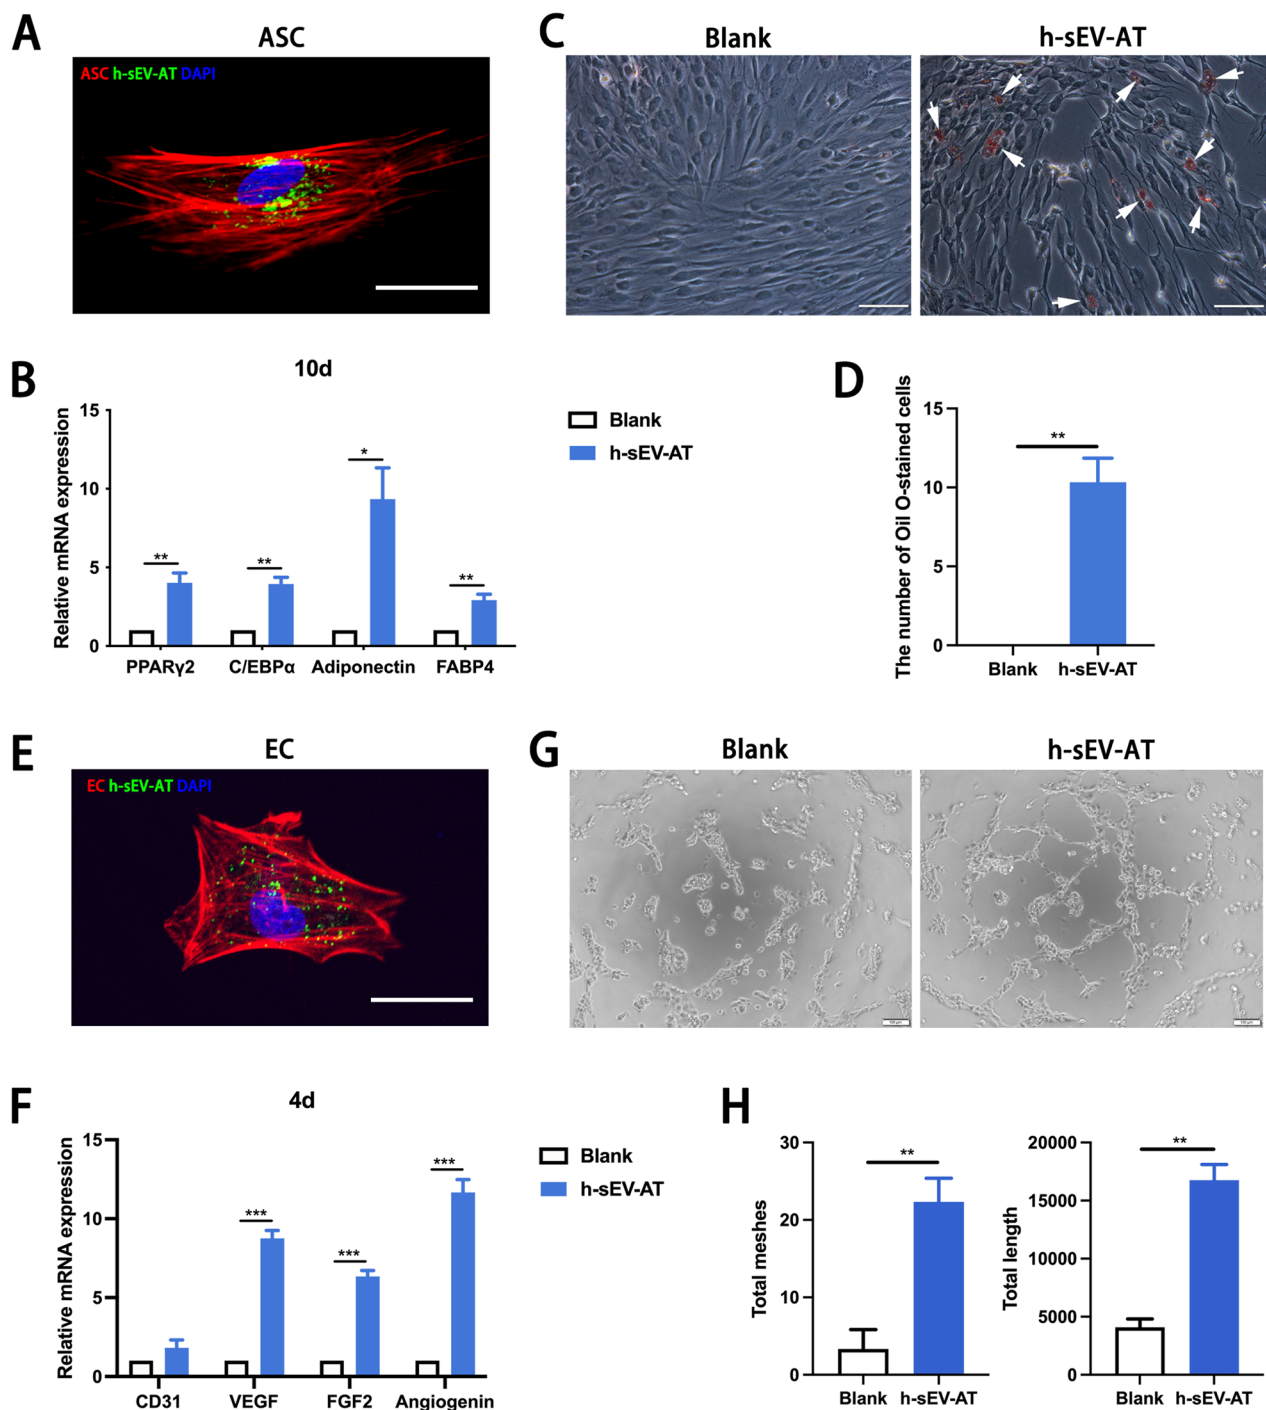 A
ASC
ASC h-sEV-AT DAPI
C
Blank
h-sEV-AT
B
10d
Relative mRNA expression
15
10
5
0
**
**
*
**
PPARγ2
C/EBPα
Adiponectin
FABP4
Blank
h-sEV-AT
D
The number of Oil O-stained cells
15
10
5
0
**
Blank
h-sEV-AT
E
EC
EC h-sEV-AT DAPI
G
Blank
h-sEV-AT
100 μm
100 μm
F
4d
Relative mRNA expression
15
10
5
0
***
***
***
CD31
VEGF
FGF2
Angiogenin
Blank
h-sEV-AT
H
Total meshes
30
20
10
0
**
Blank
h-sEV-AT
Total length
20000
15000
10000
5000
0
**
Blank
h-sEV-AT